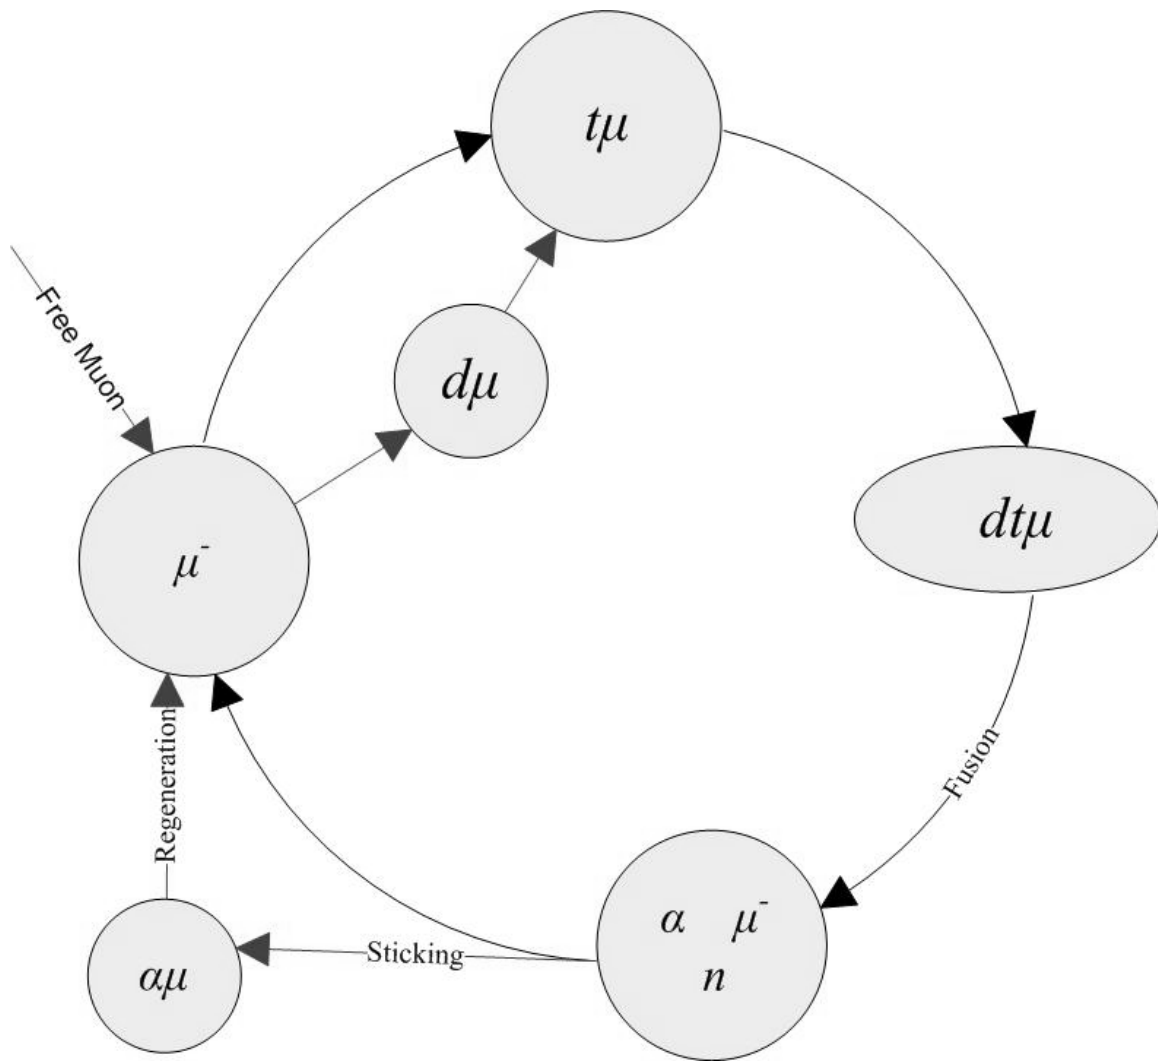 tμ
Free Muon
dμ
dtμ
μ⁻
Regeneration
Fusion
α μ⁻
n
Sticking
αμ